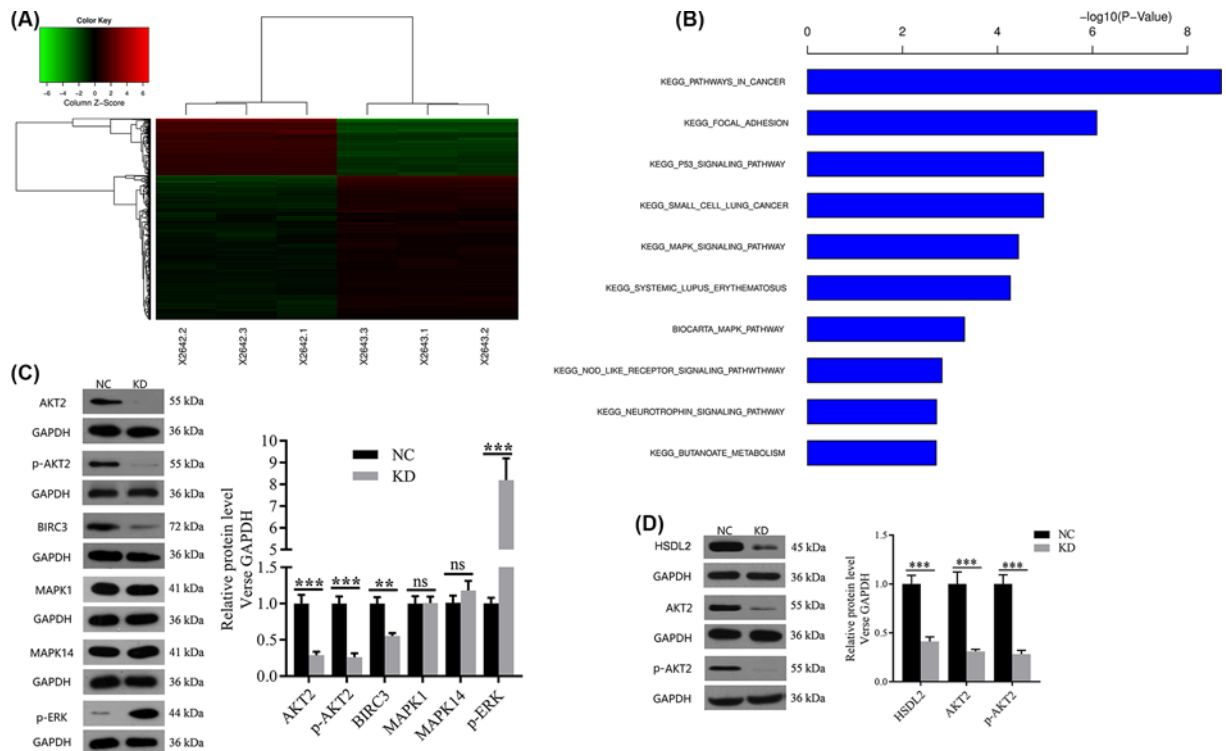 (A)
Color Key
-6 -4 -2 0 2 4 6
Column Z-Score
X2642.2
X2642.3
X2642.1
X2643.3
X2643.1
X2643.2
(B)
-log10(P-Value)
0 2 4 6 8
KEGG_PATHWAYS_IN_CANCER
KEGG_FOCAL_ADHESION
KEGG_P53_SIGNALING_PATHWAY
KEGG_SMALL_CELL_LUNG_CANCER
KEGG_MAPK_SIGNALING_PATHWAY
KEGG_SYSTEMIC_LUPUS_ERYTHEMATOSUS
BIOCARTA_MAPK_PATHWAY
KEGG_NOD_LIKE_RECEPTOR_SIGNALING_PATHWTHWAY
KEGG_NEUROTROPHIN_SIGNALING_PATHWAY
KEGG_BUTANOATE_METABOLISM
(C)
NC KD
AKT2 55 kDa
GAPDH 36 kDa
p-AKT2 55 kDa
GAPDH 36 kDa
BIRC3 72 kDa
GAPDH 36 kDa
MAPK1 41 kDa
GAPDH 36 kDa
MAPK14 41 kDa
GAPDH 36 kDa
p-ERK 44 kDa
GAPDH 36 kDa
Relative protein level
Verse GAPDH
10
9
8
7
6
5
1.5
1.0
0.5
0.0
NC
KD
*** *** ** ns ns ***
AKT2
p-AKT2
BIRC3
MAPK1
MAPK14
p-ERK
(D)
NC KD
HSDL2 45 kDa
GAPDH 36 kDa
AKT2 55 kDa
GAPDH 36 kDa
p-AKT2 55 kDa
GAPDH 36 kDa
Relative protein level
Verse GAPDH
1.5
1.0
0.5
0.0
NC
KD
*** *** ***
HSDL2
AKT2
p-AKT2